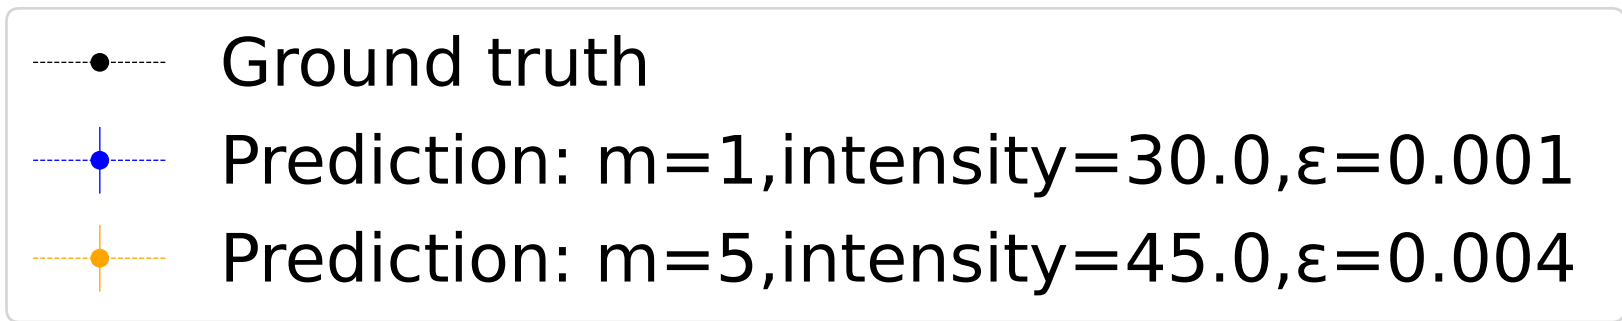 Ground truth
Prediction: m=1,intensity=30.0,ε=0.001
Prediction: m=5,intensity=45.0,ε=0.004